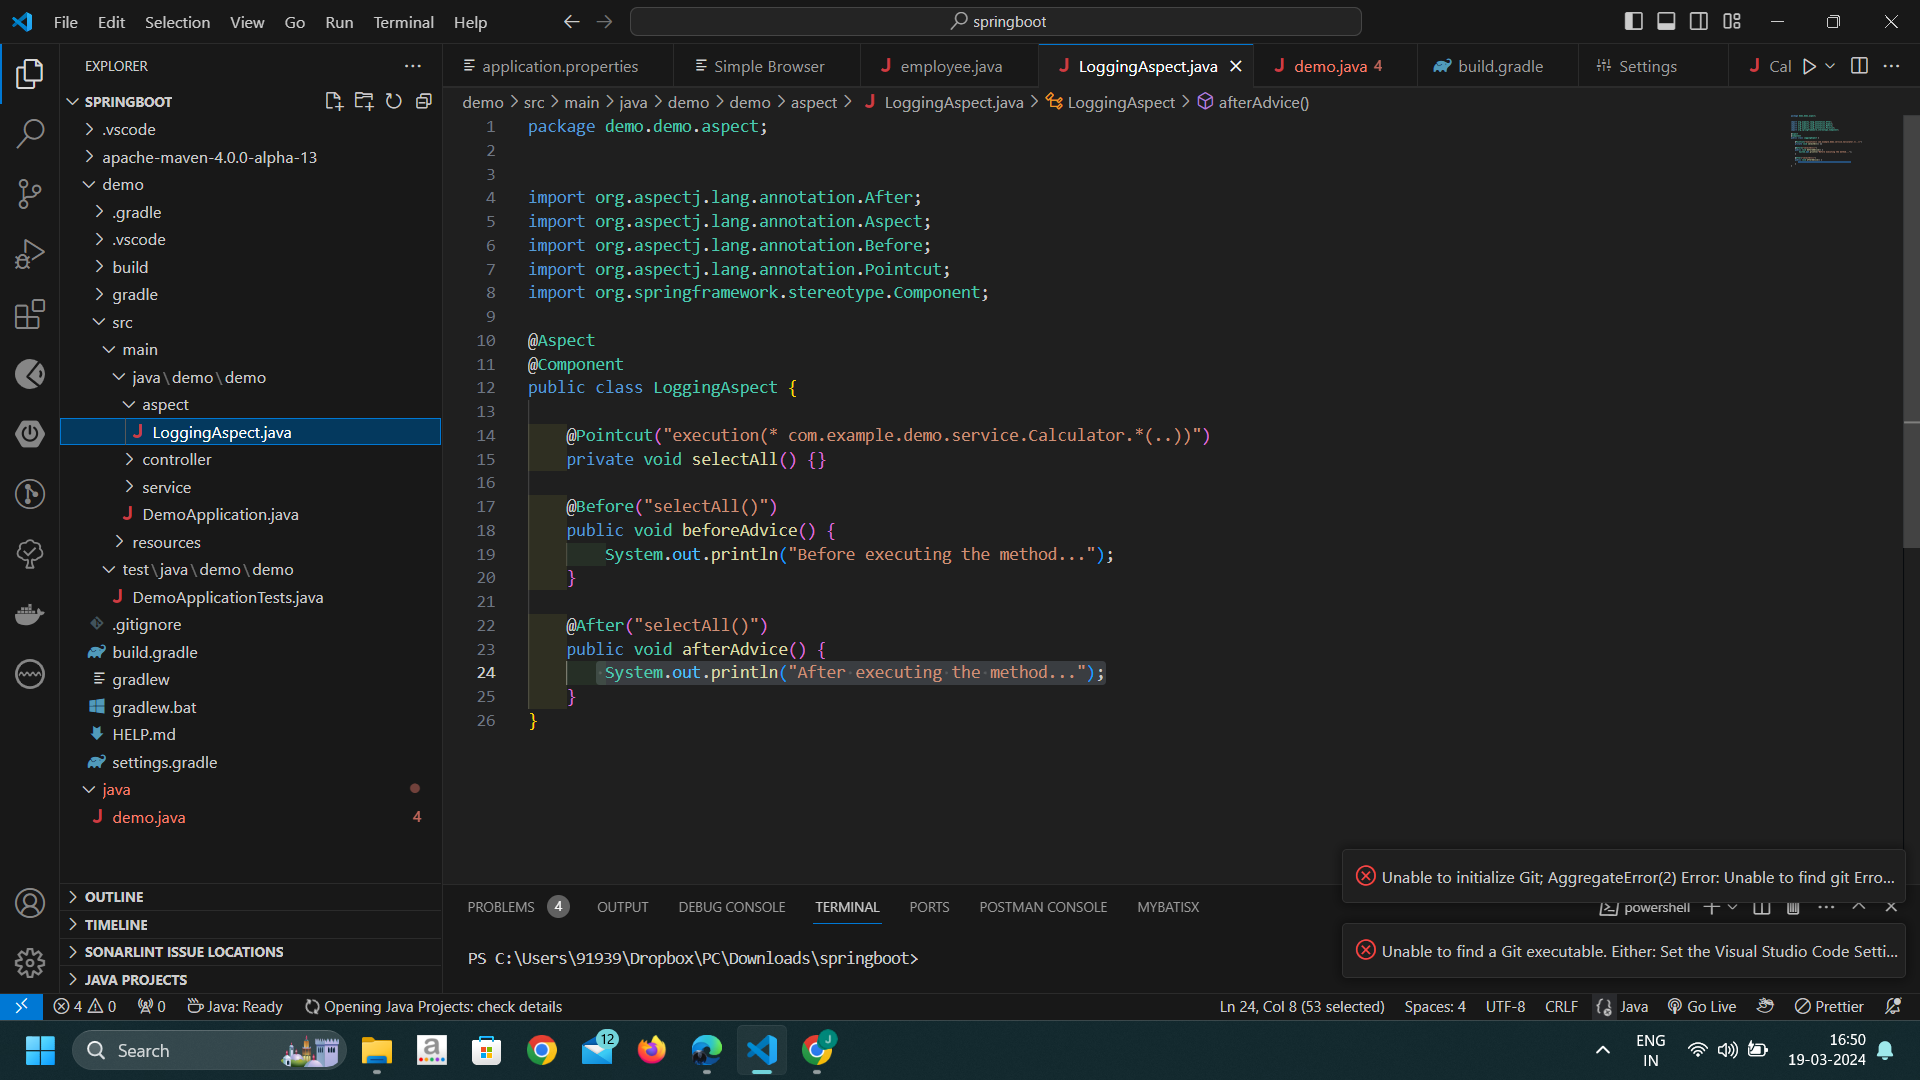 File Edit Selection View Go Run Terminal Help
springboot
EXPLORER
SPRINGBOOT
.vscode
apache-maven-4.0.0-alpha-13
demo
.gradle
.vscode
build
gradle
src
main
java\demo\demo
aspect
LoggingAspect.java
controller
service
DemoApplication.java
resources
test\java\demo\demo
DemoApplicationTests.java
.gitignore
build.gradle
gradlew
gradlew.bat
HELP.md
settings.gradle
java
demo.java 4
OUTLINE
TIMELINE
SONARLINT ISSUE LOCATIONS
JAVA PROJECTS
application.properties Simple Browser employee.java LoggingAspect.java demo.java 4 build.gradle Settings Cal
demo > src > main > java > demo > demo > aspect > LoggingAspect.java > LoggingAspect > afterAdvice()
1 package demo.demo.aspect;
2
3
4 import org.aspectj.lang.annotation.After;
5 import org.aspectj.lang.annotation.Aspect;
6 import org.aspectj.lang.annotation.Before;
7 import org.aspectj.lang.annotation.Pointcut;
8 import org.springframework.stereotype.Component;
9
10 @Aspect
11 @Component
12 public class LoggingAspect {
13
14 @Pointcut("execution(* com.example.demo.service.Calculator.*(..))")
15 private void selectAll() {}
16
17 @Before("selectAll()")
18 public void beforeAdvice() {
19 System.out.println("Before executing the method...");
20 }
21
22 @After("selectAll()")
23 public void afterAdvice() {
24 System.out.println("After executing the method...");
25 }
26 }
PROBLEMS 4 OUTPUT DEBUG CONSOLE TERMINAL PORTS POSTMAN CONSOLE MYBATISX
powershell
PS C:\Users\91939\Dropbox\PC\Downloads\springboot>
Unable to initialize Git; AggregateError(2) Error: Unable to find git Erro...
Unable to find a Git executable. Either: Set the Visual Studio Code Setti...
4 0 0 Java: Ready Opening Java Projects: check details
Ln 24, Col 8 (53 selected) Spaces: 4 UTF-8 CRLF Java Go Live Prettier
Search
12
J
ENG
IN
16:50
19-03-2024